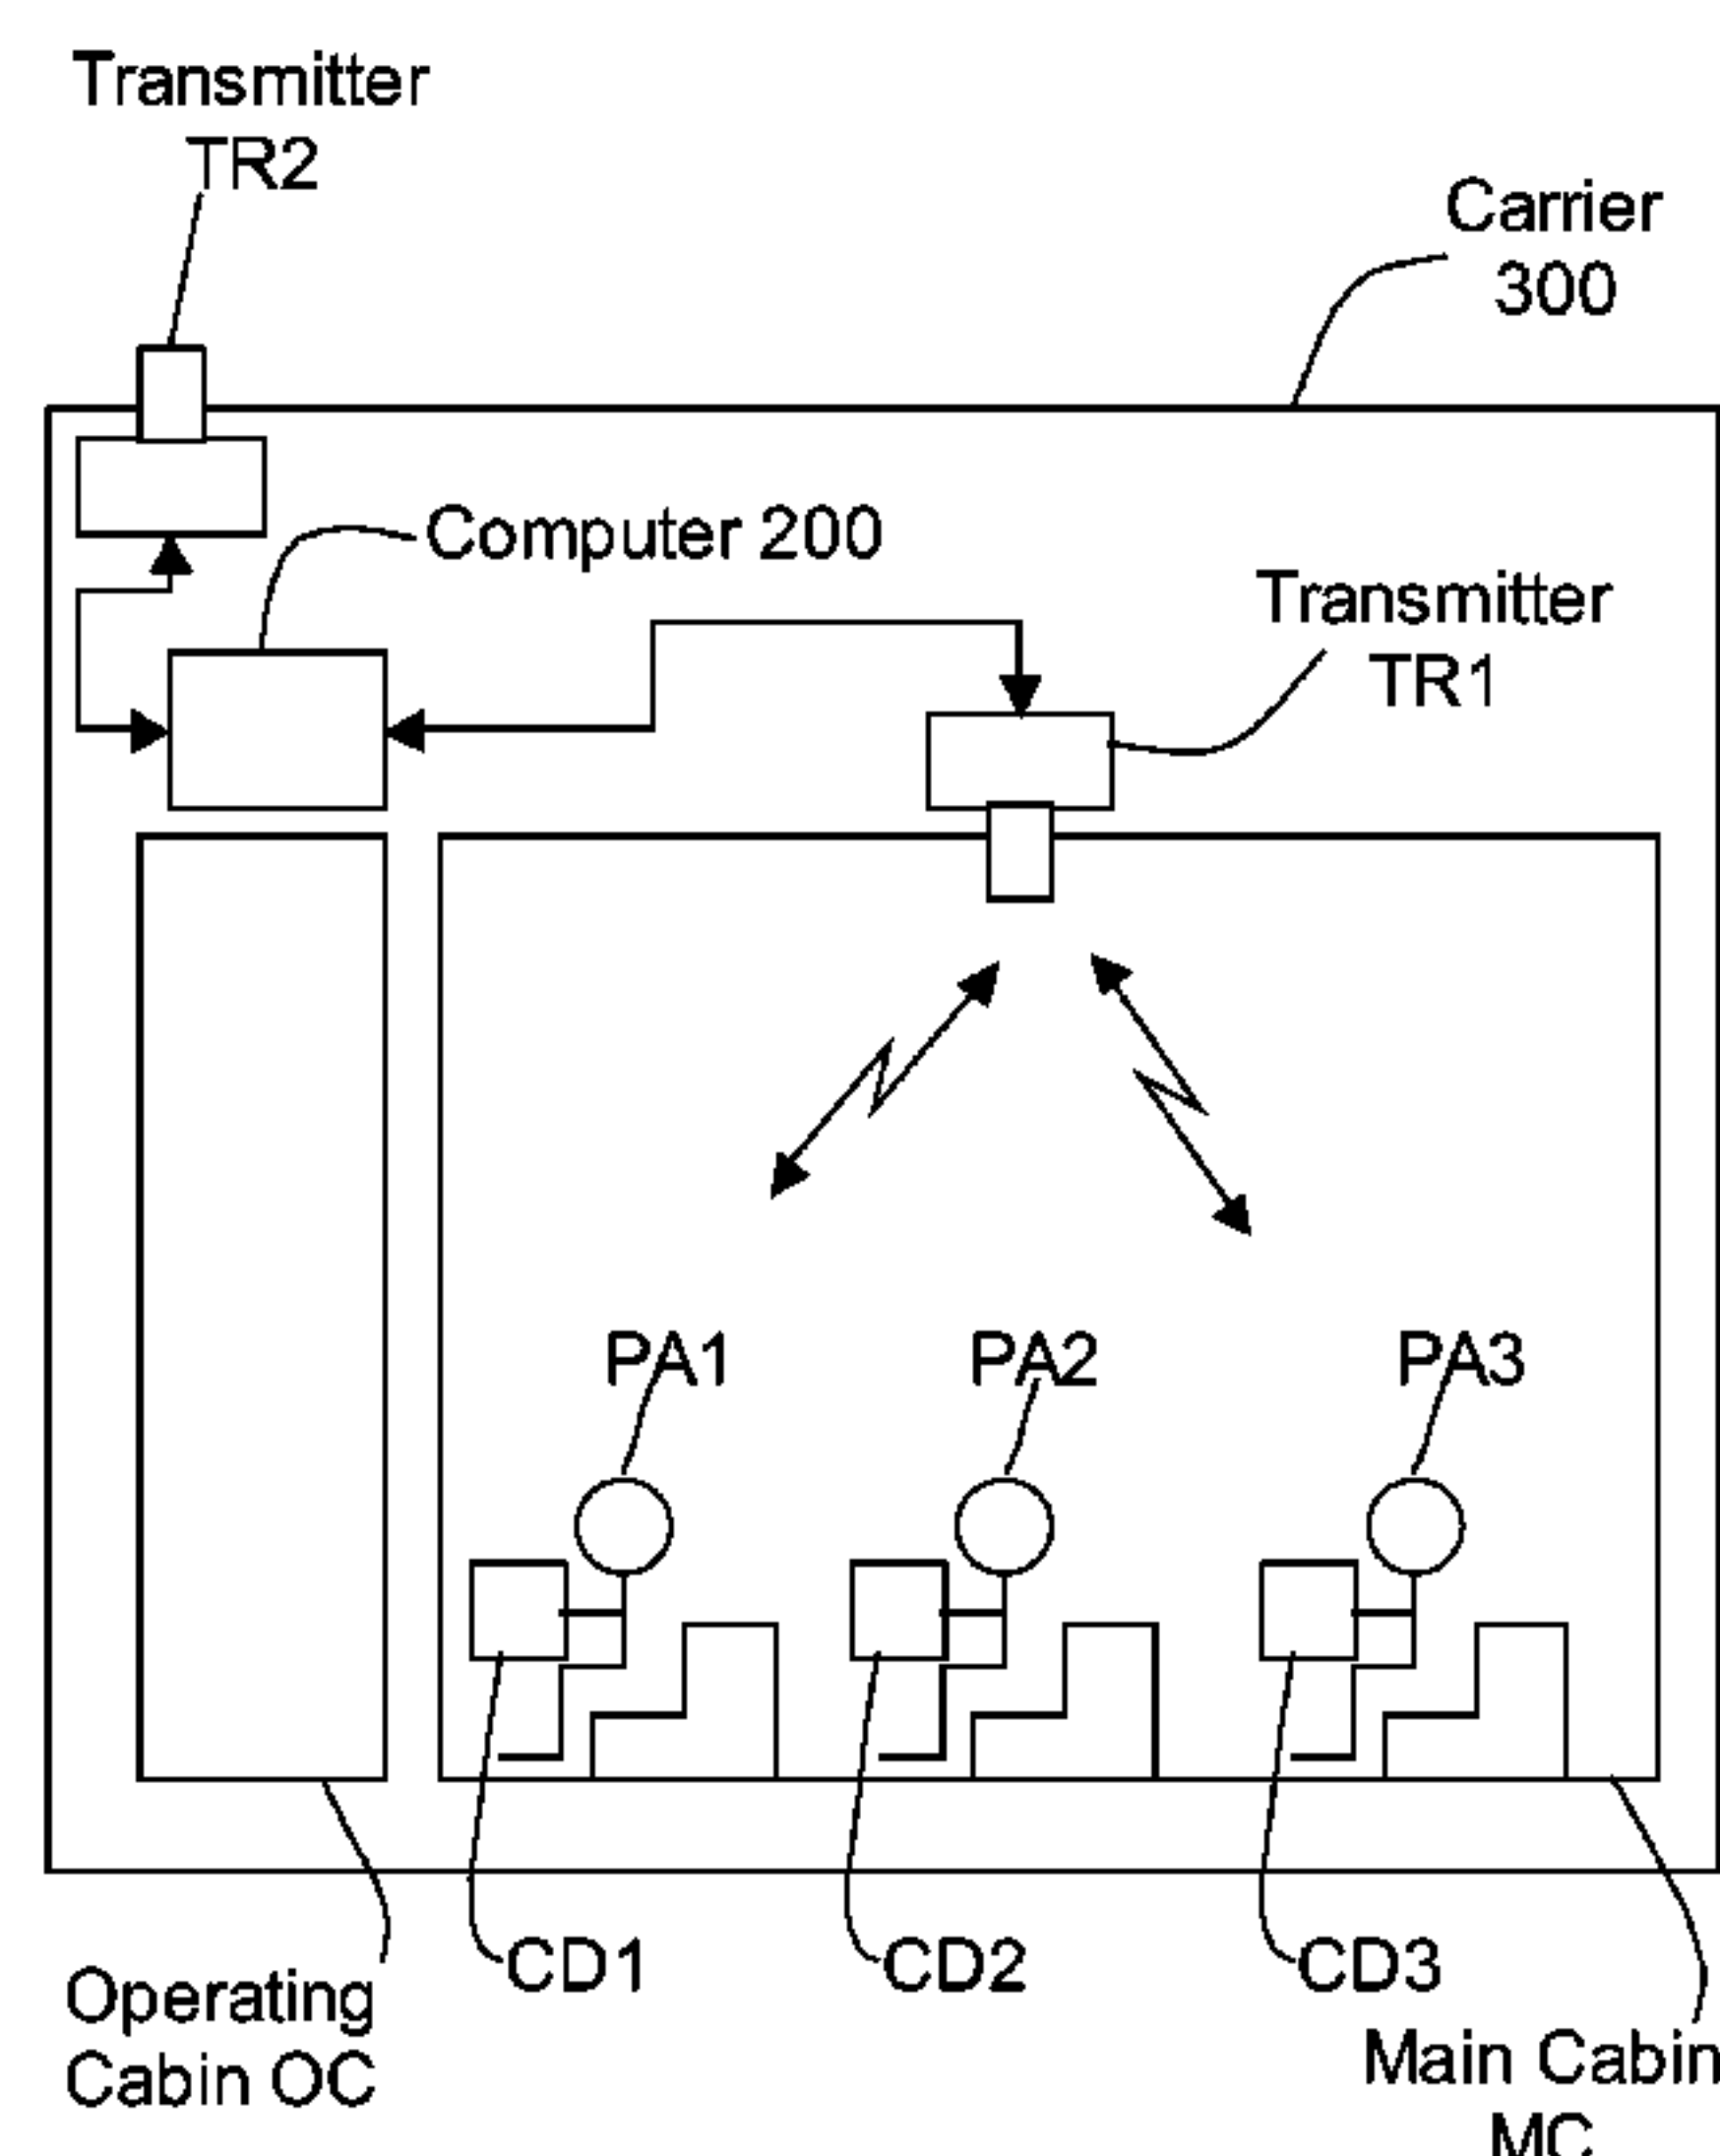 Transmitter
TR2
Carrier
300
Computer 200
Transmitter
TR1
PA1
PA2
PA3
CD1
CD2
CD3
Operating
Cabin OC
Main Cabin
MC